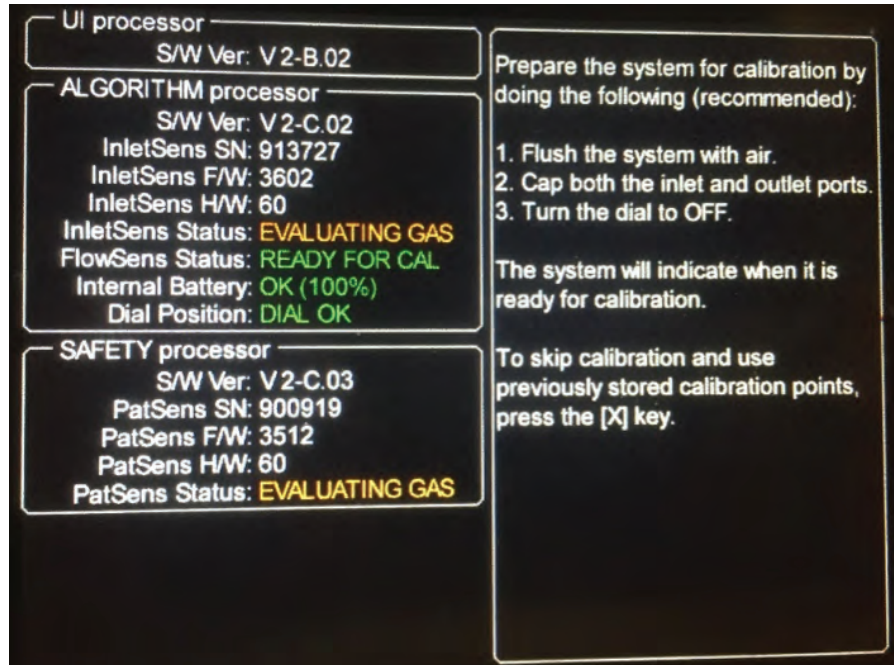 UI processor
S/W Ver: V 2-B.02
ALGORITHM processor
S/W Ver: V 2-C.02
InletSens SN: 913727
InletSens F/W: 3602
InletSens H/W: 60
InletSens Status: EVALUATING GAS
FlowSens Status: READY FOR CAL
Internal Battery: OK (100%)
Dial Position: DIAL OK
SAFETY processor
S/W Ver: V 2-C.03
PatSens SN: 900919
PatSens F/W: 3512
PatSens H/W: 60
PatSens Status: EVALUATING GAS
Prepare the system for calibration by
doing the following (recommended):
1. Flush the system with air.
2. Cap both the inlet and outlet ports.
3. Turn the dial to OFF.
The system will indicate when it is
ready for calibration.
To skip calibration and use
previously stored calibration points,
press the [X] key.